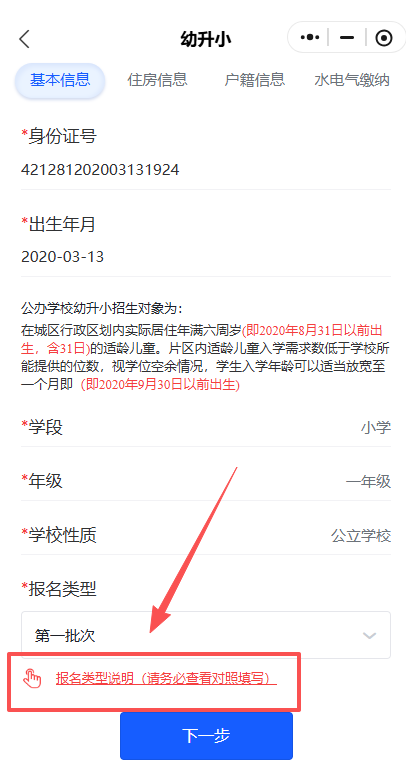 幼升小
基本信息 住房信息 户籍信息 水电气缴纳
*身份证号
421281202003131924
*出生年月
2020-03-13
公办学校幼升小招生对象为：
在城区行政区划内实际居住年满六周岁(即2020年8月31日以前出
生，含31日)的适龄儿童。片区内适龄儿童入学需求数低于学校所
能提供的位数，视学位空余情况，学生入学年龄可以适当放宽至
一个月即（即2020年9月30日以前出生)
*学段 小学
*年级 一年级
*学校性质 公立学校
*报名类型
第一批次
报名类型说明（请务必查看对照填写）
下一步